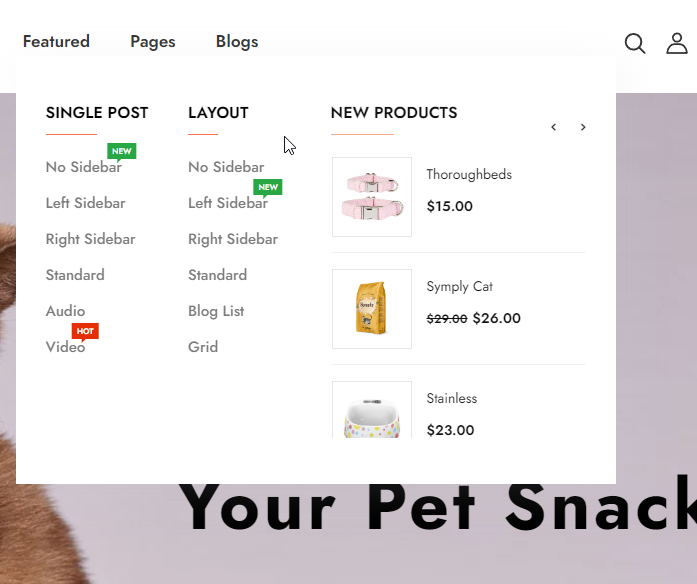 Featured Pages Blogs
SINGLE POST
NEW
No Sidebar
Left Sidebar
Right Sidebar
Standard
Audio
HOT
Video
LAYOUT
No Sidebar
NEW
Left Sidebar
Right Sidebar
Standard
Blog List
Grid
NEW PRODUCTS
Thoroughbeds
$15.00
Symply Cat
$29.00 $26.00
Stainless
$23.00
Your Pet Snack